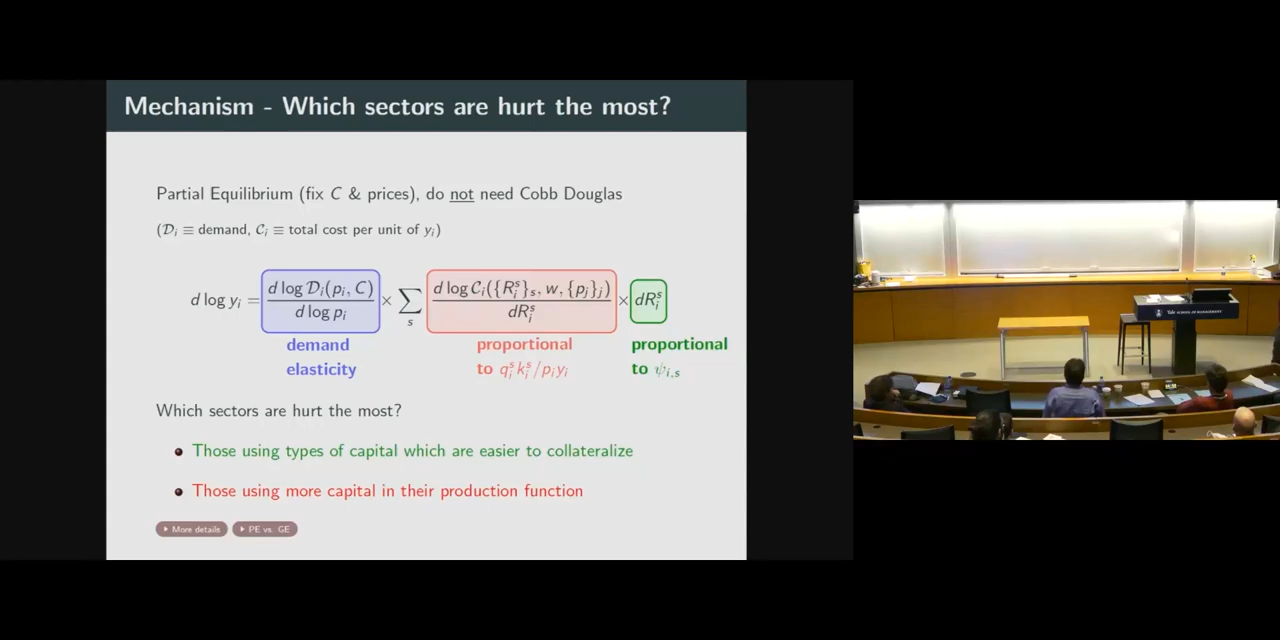 Mechanism - Which sectors are hurt the most?
Partial Equilibrium (fix C & prices), do not need Cobb Douglas
(𝒟ᵢ ≡ demand, 𝒞ᵢ ≡ total cost per unit of yᵢ)
d log yᵢ = d log 𝒟ᵢ(pᵢ, C) / d log pᵢ × ∑ₛ d log 𝒞ᵢ({Rᵢˢ}ₛ, w, {pⱼ}ⱼ) / dRᵢˢ × dRᵢˢ
demand elasticity
proportional to qᵢˢkᵢˢ/pᵢyᵢ
proportional to ψᵢ,ₛ
Which sectors are hurt the most?
Those using types of capital which are easier to collateralize
Those using more capital in their production function
More details
PE vs. GE
Yale SCHOOL OF MANAGEMENT